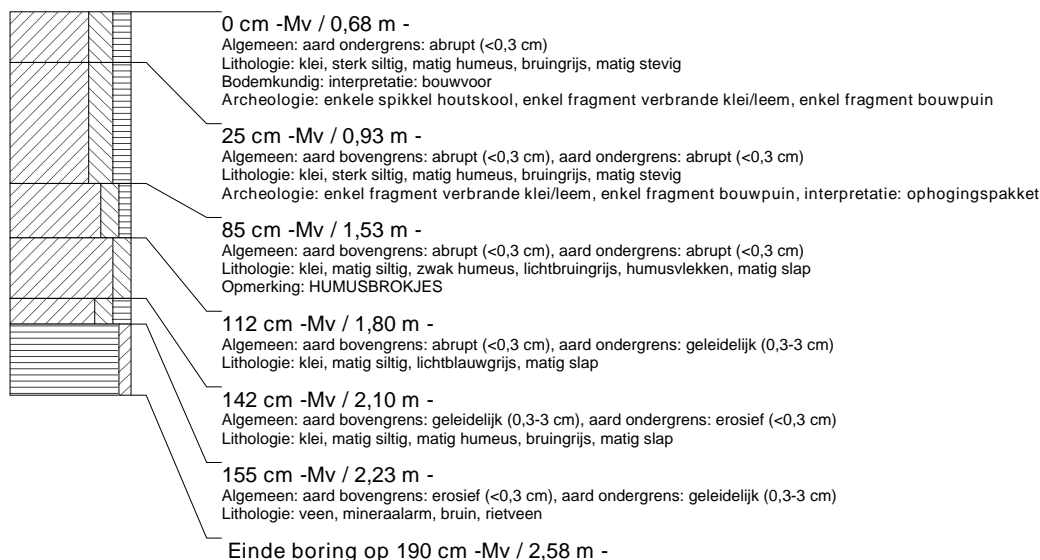 0 cm -Mv / 0,68 m -
Algemeen: aard ondergrens: abrupt (<0,3 cm)
Lithologie: klei, sterk siltig, matig humeus, bruingrijs, matig stevig
Bodemkundig: interpretatie: bouwvoor
Archeologie: enkele spikkel houtskool, enkel fragment verbrande klei/leem, enkel fragment bouwpuin
25 cm -Mv / 0,93 m -
Algemeen: aard bovengrens: abrupt (<0,3 cm), aard ondergrens: abrupt (<0,3 cm)
Lithologie: klei, sterk siltig, matig humeus, bruingrijs, matig stevig
Archeologie: enkel fragment verbrande klei/leem, enkel fragment bouwpuin, interpretatie: ophogingspakket
85 cm -Mv / 1,53 m -
Algemeen: aard bovengrens: abrupt (<0,3 cm), aard ondergrens: abrupt (<0,3 cm)
Lithologie: klei, matig siltig, zwak humeus, lichtbruingrijs, humusvlekken, matig slap
Opmerking: HUMUSBROKJES
112 cm -Mv / 1,80 m -
Algemeen: aard bovengrens: abrupt (<0,3 cm), aard ondergrens: geleidelijk (0,3-3 cm)
Lithologie: klei, matig siltig, lichtblauwgrijs, matig slap
142 cm -Mv / 2,10 m -
Algemeen: aard bovengrens: geleidelijk (0,3-3 cm), aard ondergrens: erosief (<0,3 cm)
Lithologie: klei, matig siltig, matig humeus, bruingrijs, matig slap
155 cm -Mv / 2,23 m -
Algemeen: aard bovengrens: erosief (<0,3 cm), aard ondergrens: geleidelijk (0,3-3 cm)
Lithologie: veen, mineraalarm, bruin, rietveen
Einde boring op 190 cm -Mv / 2,58 m -